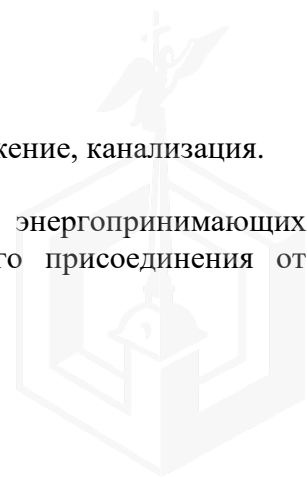 жение, канализация.
энергопринимающих
го присоединения от